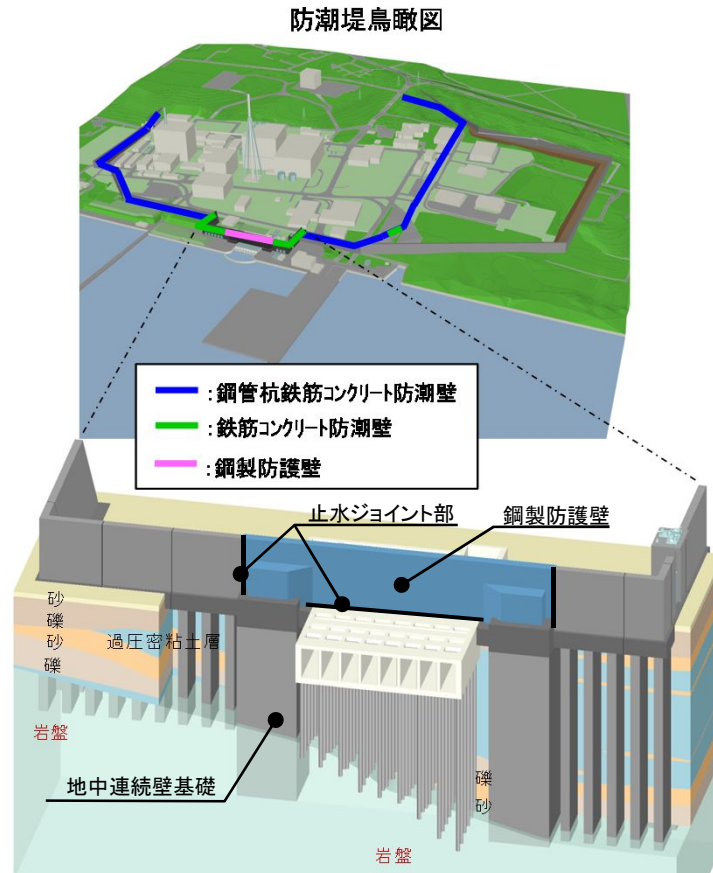 防潮堤鳥瞰図
:鋼管杭鉄筋コンクリート防潮壁
:鉄筋コンクリート防潮壁
:鋼製防護壁
止水ジョイント部
鋼製防護壁
砂
礫
砂
礫
過圧密粘土層
岩盤
地中連続壁基礎
礫
砂
岩盤